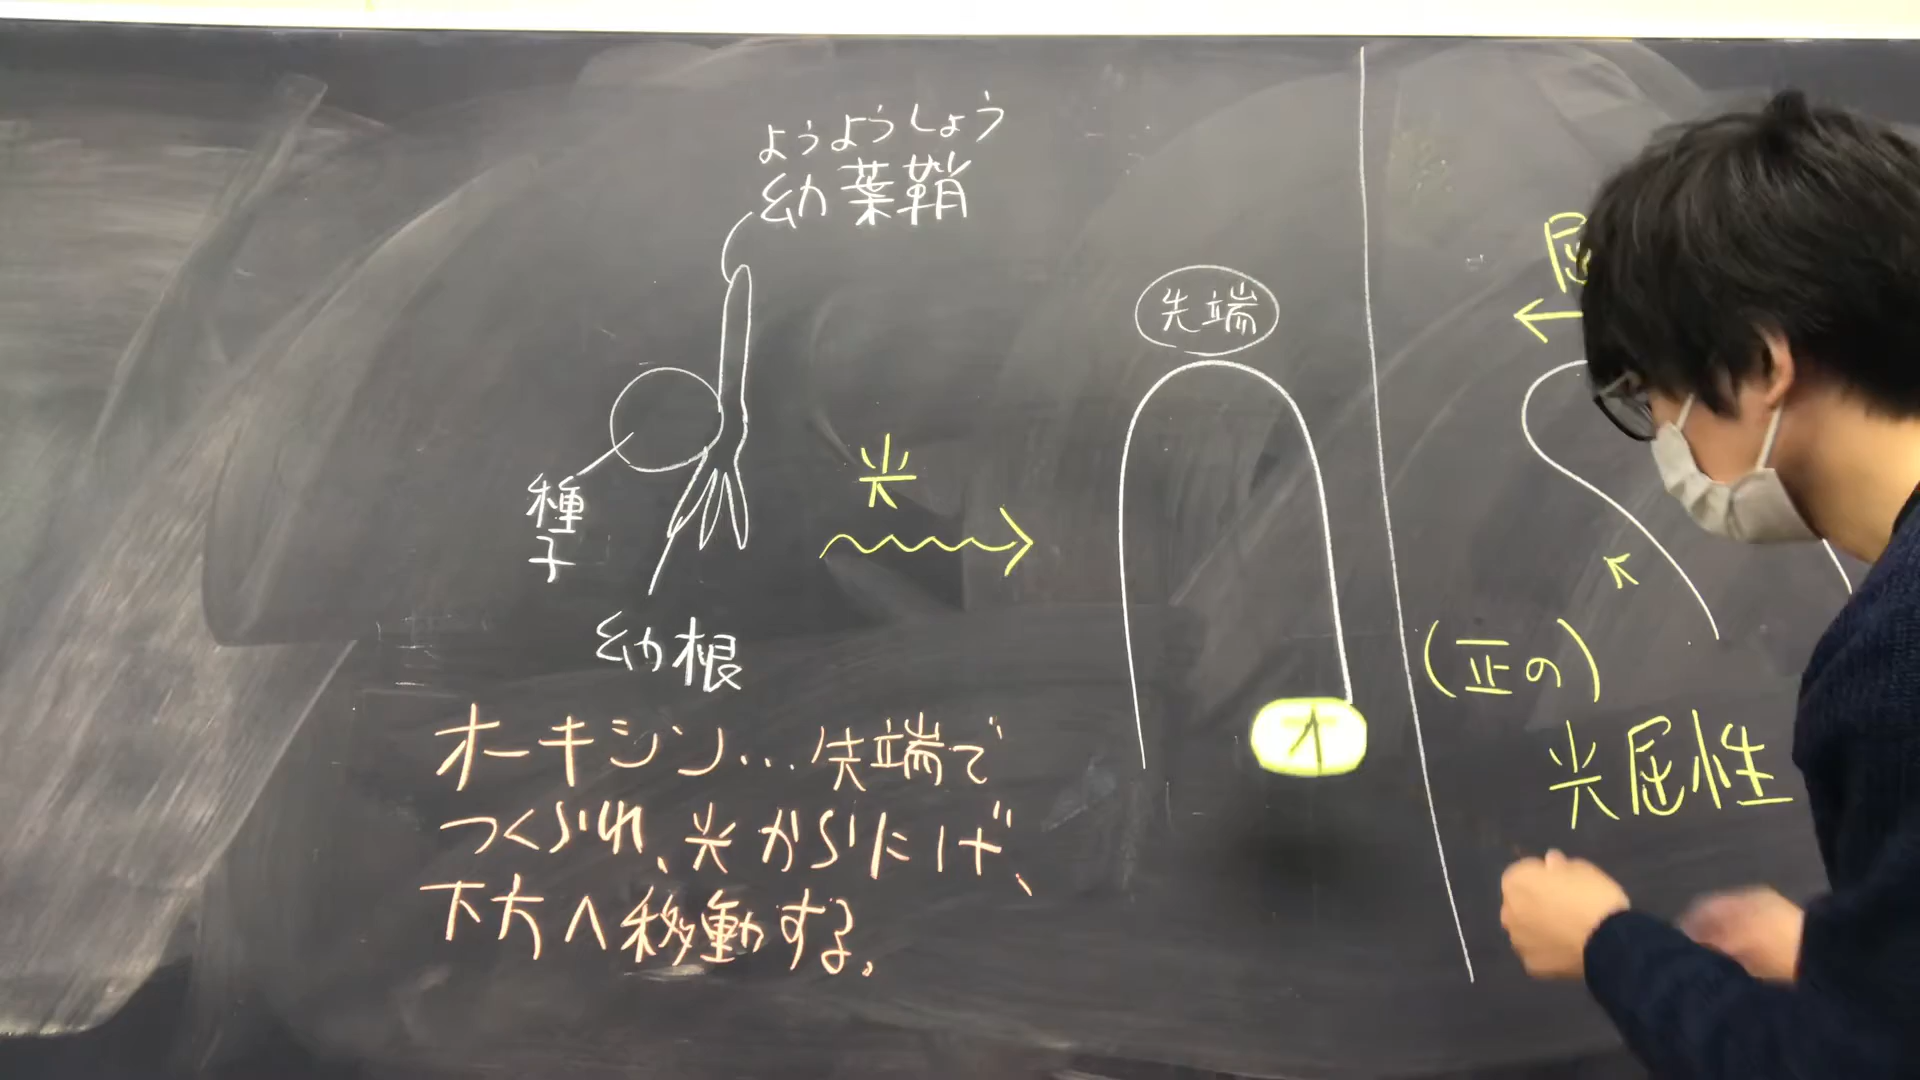 ようようしょう
幼葉鞘
種子
幼根
光
先端
オ
オーキシン…先端で
つくられ、光からにげ、
下方へ移動する。
屈
(正の)
光屈性